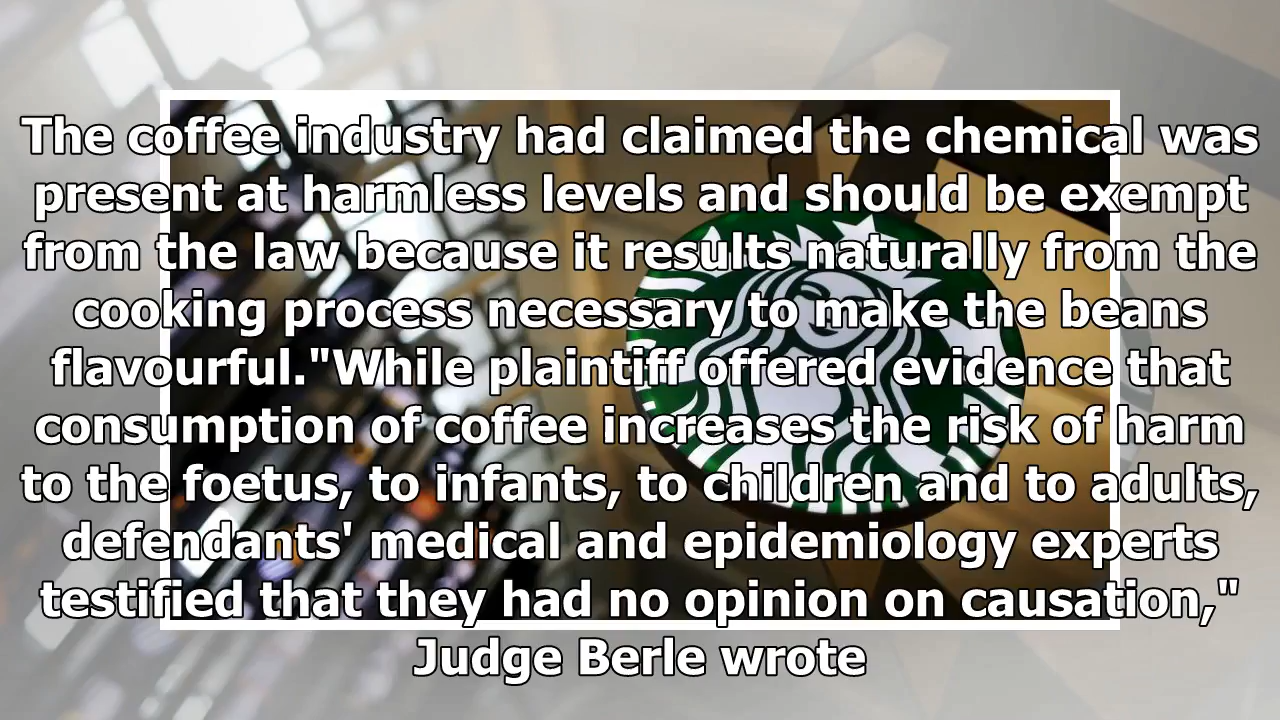 The coffee industry had claimed the chemical was
present at harmless levels and should be exempt
from the law because it results naturally from the
cooking process necessary to make the beans
flavourful."While plaintiff offered evidence that
consumption of coffee increases the risk of harm
to the foetus, to infants, to children and to adults,
defendants' medical and epidemiology experts
testified that they had no opinion on causation,"
Judge Berle wrote